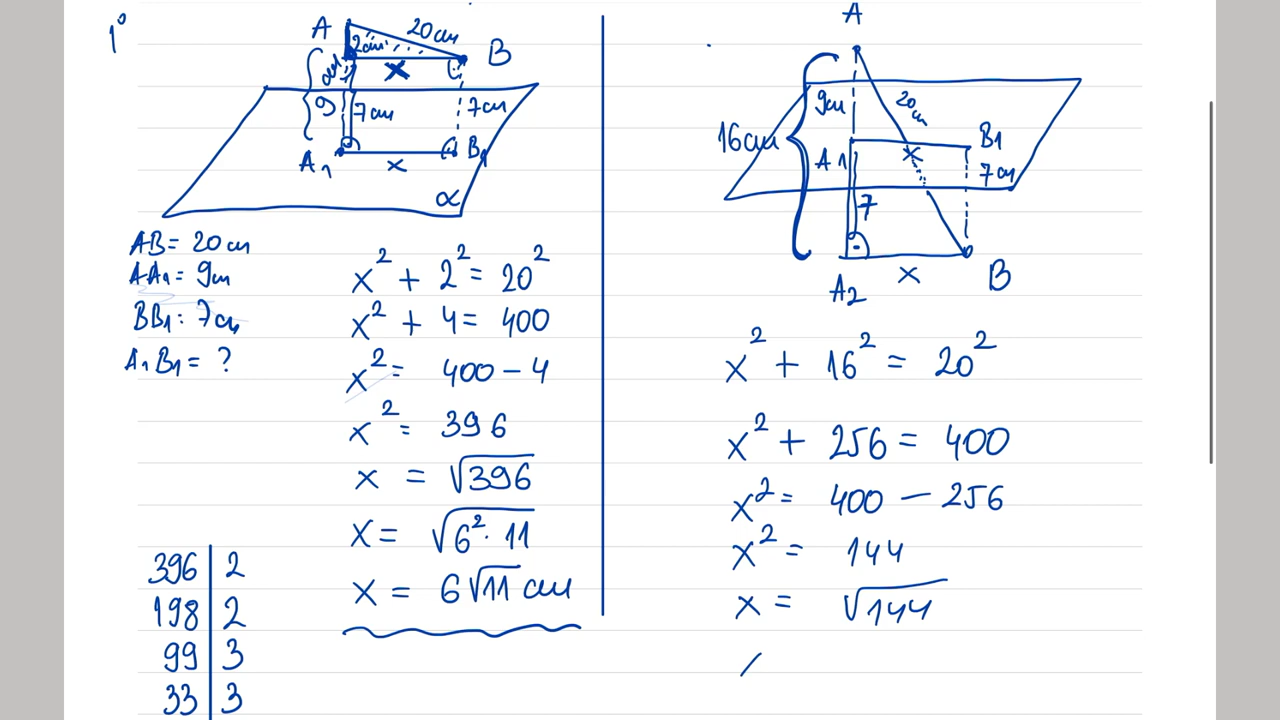 1°
A
20cm
2cm
B
x
9 cm
7cm
7cm
A₁
x
B₁
α
AB = 20cm
AA₁ = 9cm
BB₁ : 7cm
A₁B₁ = ?
x² + 2² = 20²
x² + 4 = 400
x² = 400 - 4
x² = 396
x = √396
x = √6² · 11
x = 6√11 cm
396 | 2
198 | 2
99 | 3
33 | 3
A
16cm
9cm
20cm
A₁
x
B₁
7cm
7
A2
x
B
x² + 16² = 20²
x² + 256 = 400
x² = 400 - 256
x² = 144
x = √144